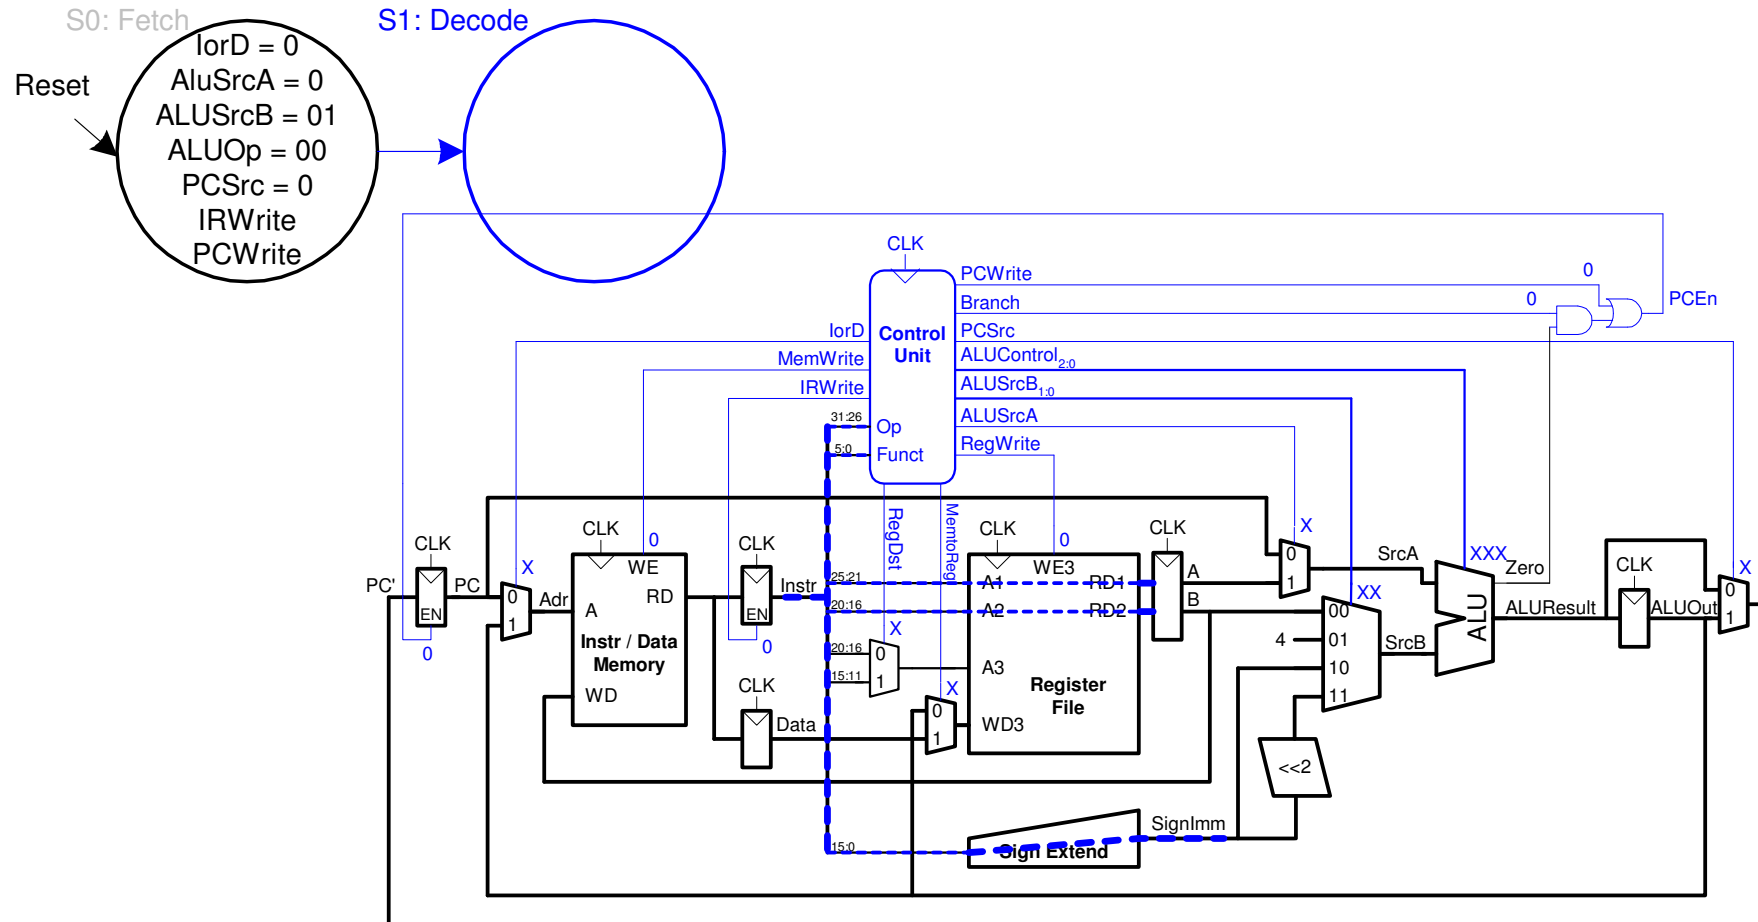 S0: Fetch
S1: Decode
Reset
IorD = 0
AluSrcA = 0
ALUSrcB = 01
ALUOp = 00
PCSrc = 0
IRWrite
PCWrite
CLK
PCWrite
0
Branch
0
PCEn
IorD
Control
Unit
PCSrc
MemWrite
ALUControl2:0
IRWrite
ALUSrcB1:0
31:26
Op
ALUSrcA
5:0
Funct
RegWrite
RegDst
MemtoReg
CLK
CLK
CLK
CLK
CLK
X
0
0
SrcA
XXX
Zero
CLK
X
PC'
PC
EN
X
0
1
Adr
WE
A
RD
Instr / Data
Memory
WD
EN
Instr
0
0
25:21
A1
WE3
RD1
A
0
1
20:16
A2
RD2
B
XX
00
4
01
10
11
SrcB
ALU
ALUResult
ALUOut
0
1
X
20:16
0
15:11
1
A3
Register
File
X
0
1
WD3
CLK
Data
<<2
15:0
Sign Extend
SignImm